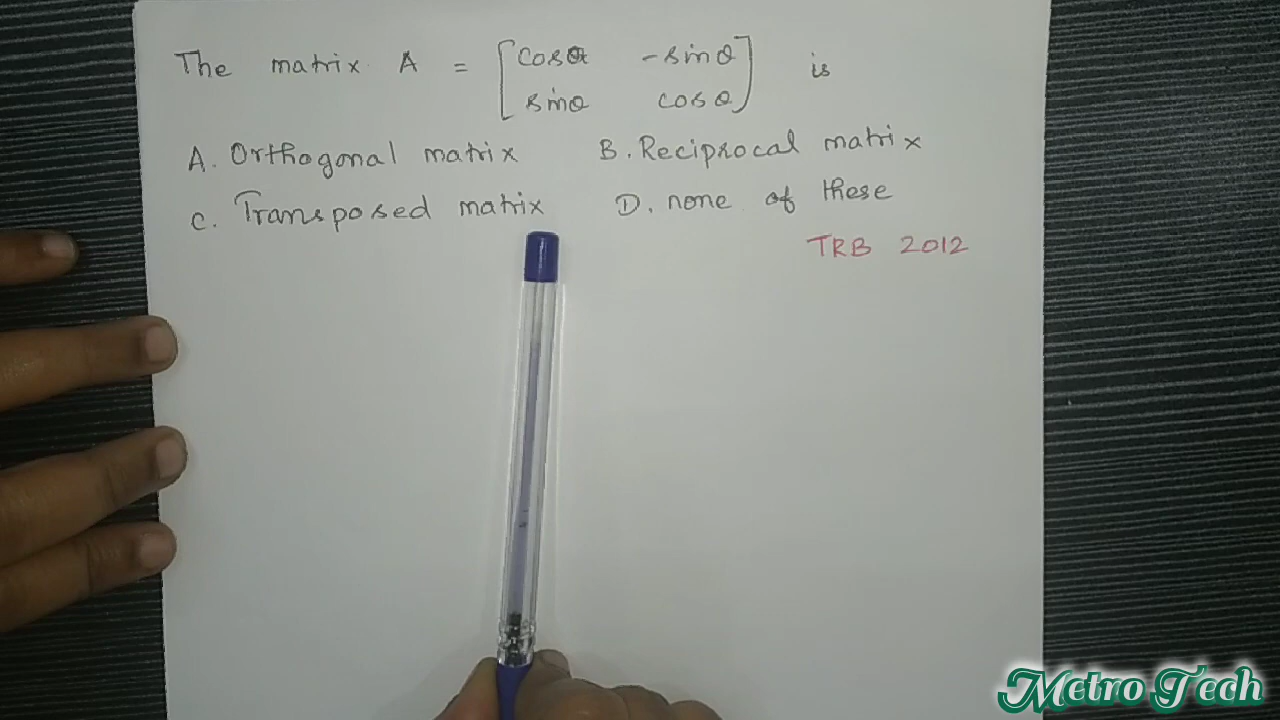 The matrix A = [cosθ -sinθ] is
[sinθ cosθ]
A. Orthogonal matrix B. Reciprocal matrix
C. Transposed matrix D. none of these
TRB 2012
Metro Tech